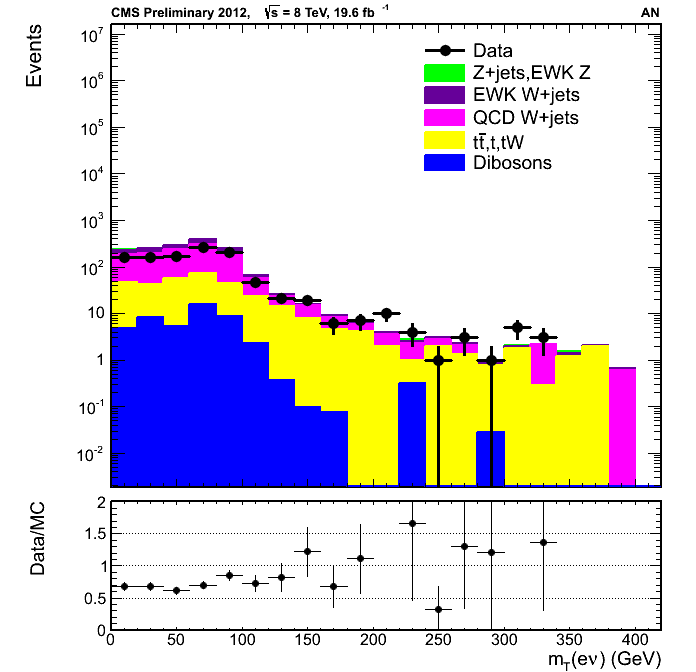 CMS Preliminary 2012, √s = 8 TeV, 19.6 fb⁻¹ AN
Events
10⁷
10⁶
10⁵
10⁴
10³
10²
10
1
10⁻¹
10⁻²
Data
Z+jets,EWK Z
EWK W+jets
QCD W+jets
tt̄,t,tW
Dibosons
Data/MC
2
1.5
1
0.5
0
0 50 100 150 200 250 300 350 400
m_T(eν) (GeV)